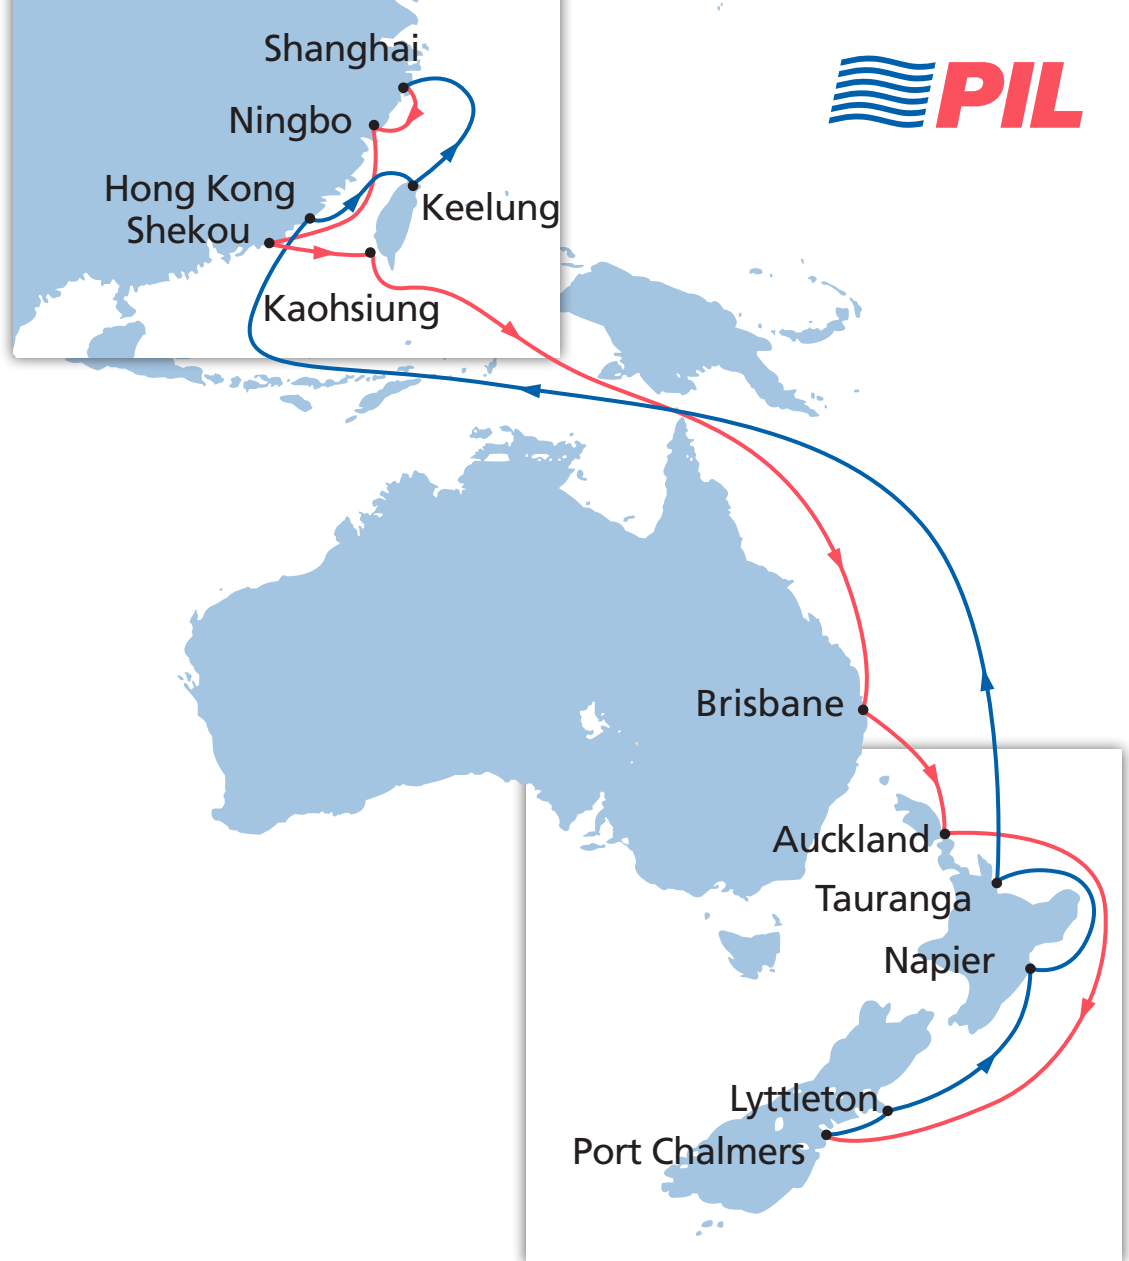 Shanghai
PIL
Ningbo
Hong Kong
Shekou
Keelung
Kaohsiung
Brisbane
Auckland
Tauranga
Napier
Lyttleton
Port Chalmers